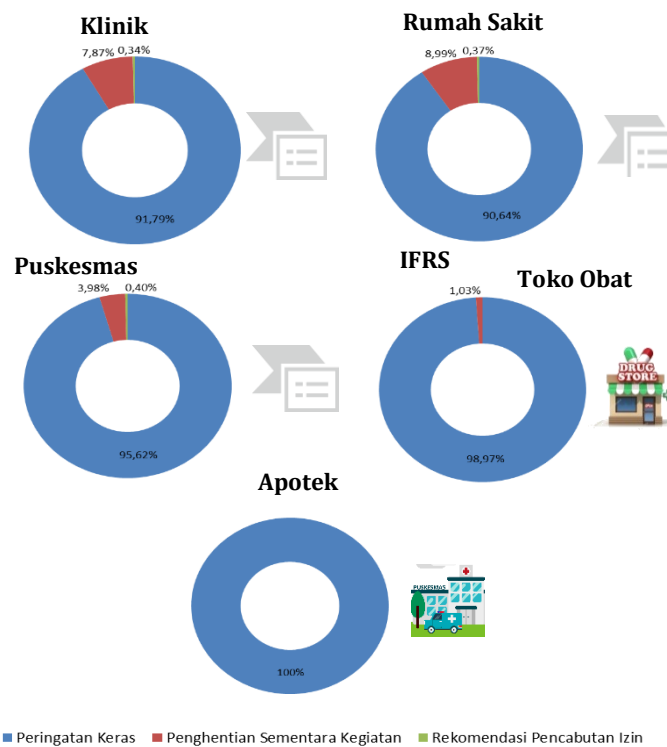 Klinik
7,87%
0,34%
91,79%
Rumah Sakit
8,99%
0,37%
90,64%
Puskesmas
3,98%
0,40%
95,62%
IFRS
Toko Obat
1,03%
98,97%
DRUG
STORE
Apotek
100%
PUSKESMAS
Peringatan Keras
Penghentian Sementara Kegiatan
Rekomendasi Pencabutan Izin